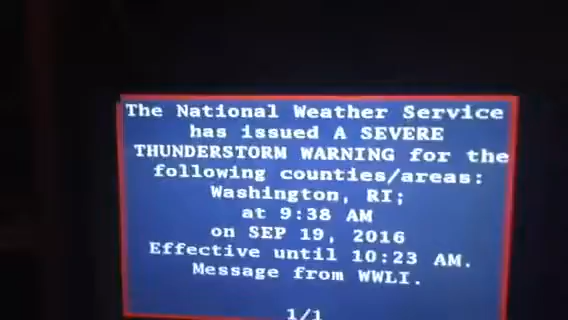 The National Weather Service
has issued A SEVERE
THUNDERSTORM WARNING for the
following counties/areas:
Washington, RI;
at 9:38 AM
on SEP 19, 2016
Effective until 10:23 AM.
Message from WWLI.
1/1